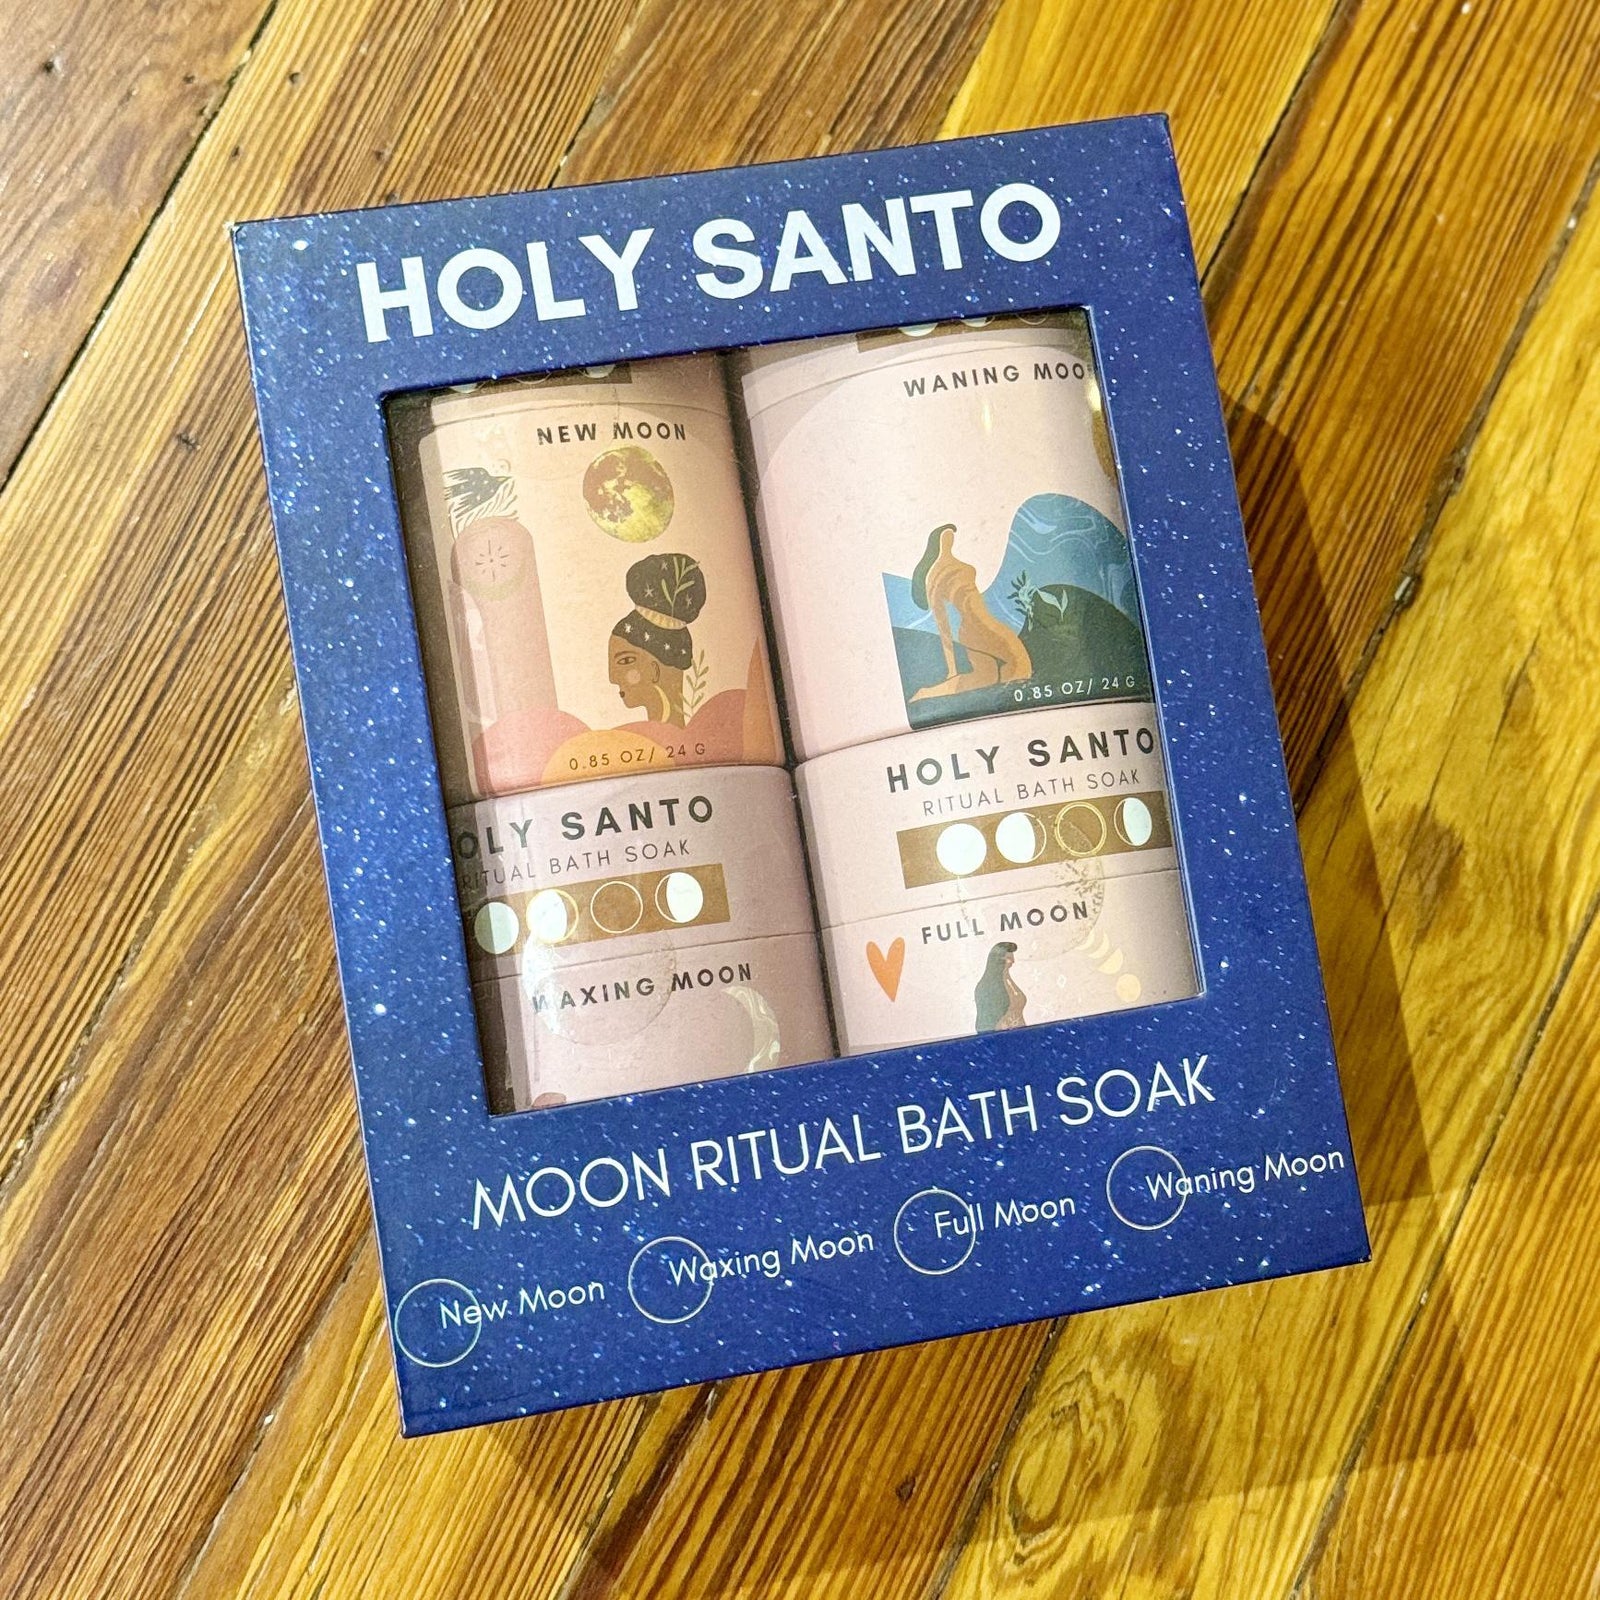 HOLY SANTO
NEW MOON
0.85 OZ/ 24 G
WANING MOO
0.85 OZ/ 24 G
OLY SANTO
RITUAL BATH SOAK
WAXING MOON
HOLY SANTO
RITUAL BATH SOAK
FULL MOON
MOON RITUAL BATH SOAK
New Moon Waxing Moon Full Moon Waning Moon